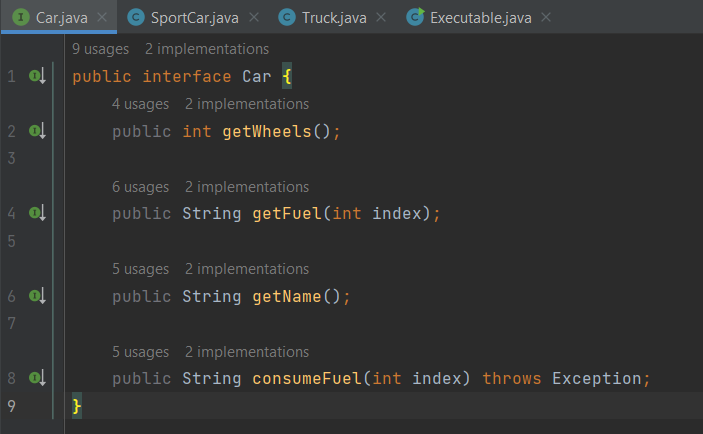 Car.java × SportCar.java × Truck.java × Executable.java ×
9 usages 2 implementations
1 public interface Car {
4 usages 2 implementations
2 public int getWheels();
3
6 usages 2 implementations
4 public String getFuel(int index);
5
5 usages 2 implementations
6 public String getName();
7
5 usages 2 implementations
8 public String consumeFuel(int index) throws Exception;
9 }